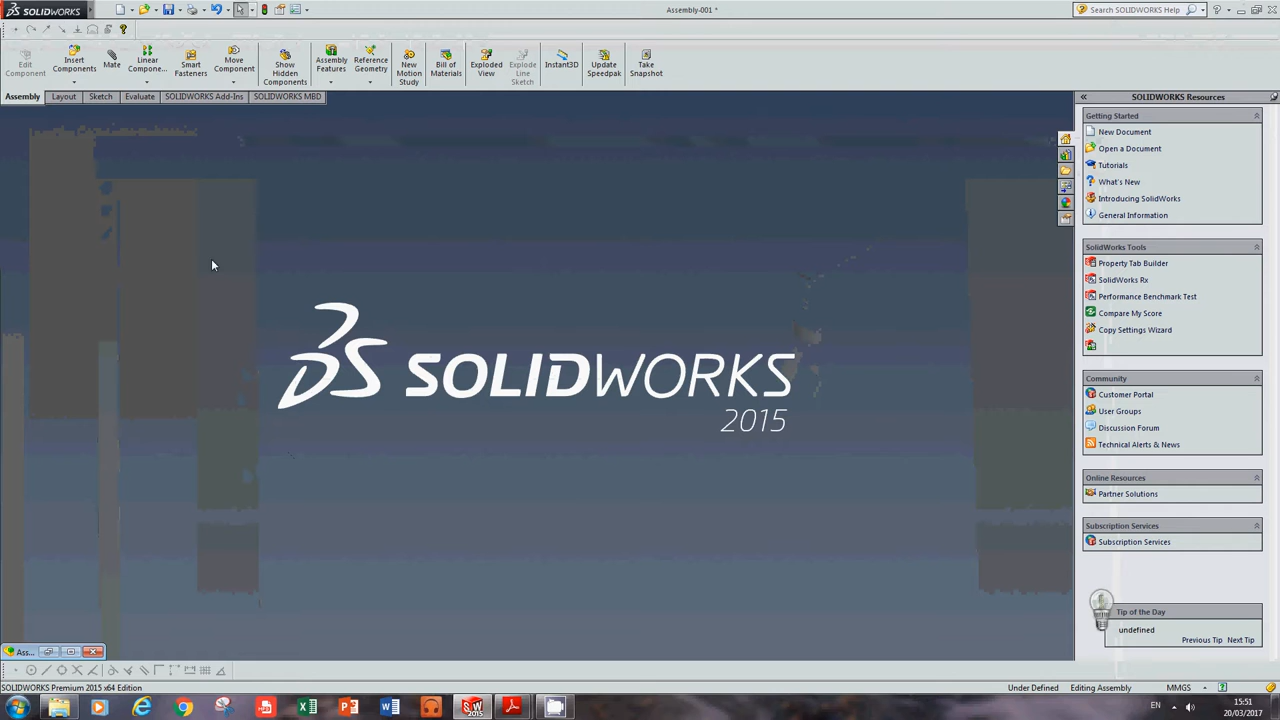 SOLIDWORKS
Assembly-001 *
Search SOLIDWORKS Help
Edit Component
Insert Components
Mate
Linear Compone...
Smart Fasteners
Move Component
Show Hidden Components
Assembly Features
Reference Geometry
New Motion Study
Bill of Materials
Exploded View
Explode Line Sketch
Instant3D
Update Speedpak
Take Snapshot
Assembly
Layout
Sketch
Evaluate
SOLIDWORKS Add-Ins
SOLIDWORKS MBD
SOLIDWORKS Resources
Getting Started
New Document
Open a Document
Tutorials
What's New
Introducing SolidWorks
General Information
SolidWorks Tools
Property Tab Builder
SolidWorks Rx
Performance Benchmark Test
Compare My Score
Copy Settings Wizard
Community
Customer Portal
User Groups
Discussion Forum
Technical Alerts & News
Online Resources
Partner Solutions
Subscription Services
Subscription Services
Tip of the Day
undefined
Previous Tip Next Tip
SOLIDWORKS
2015
Ass...
SOLIDWORKS Premium 2015 x64 Edition
Under Defined
Editing Assembly
MMGS
EN
15:51
20/03/2017